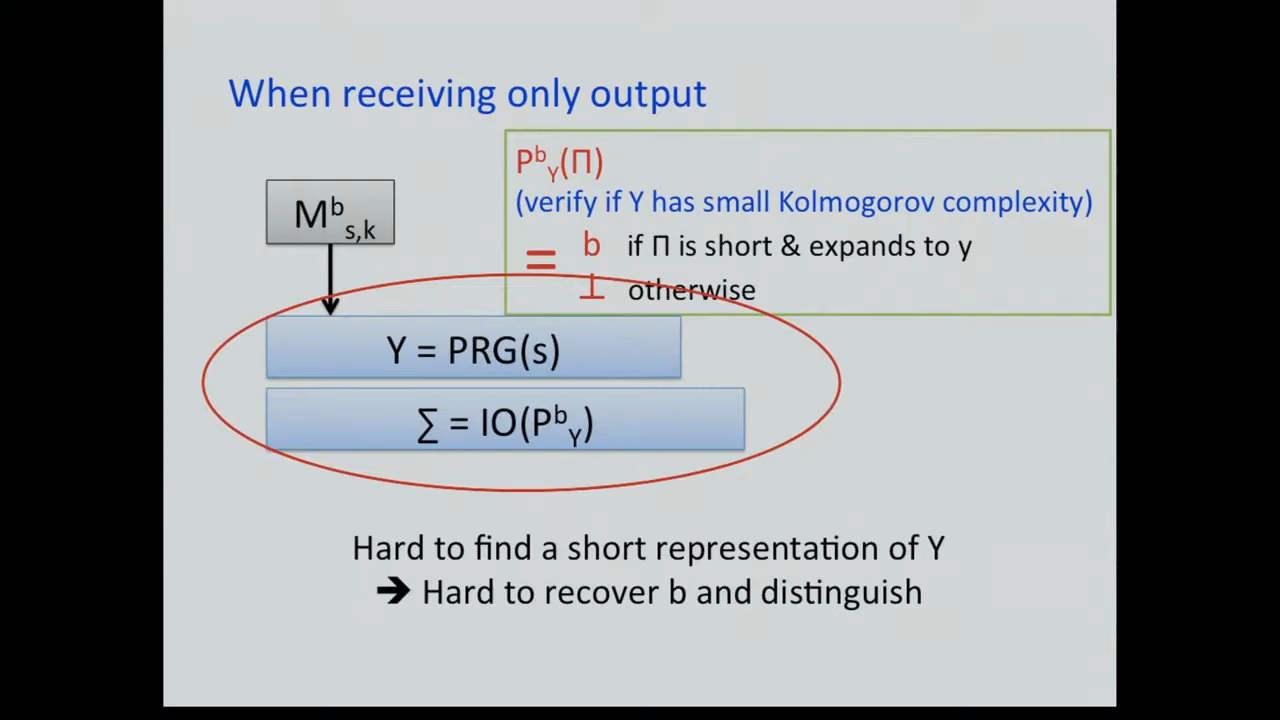 When receiving only output
P^b_Y(Π)
(verify if Y has small Kolmogorov complexity)
M^b_s,k
= b if Π is short & expands to y
⊥ otherwise
Y = PRG(s)
∑ = IO(P^b_Y)
Hard to find a short representation of Y
➔ Hard to recover b and distinguish